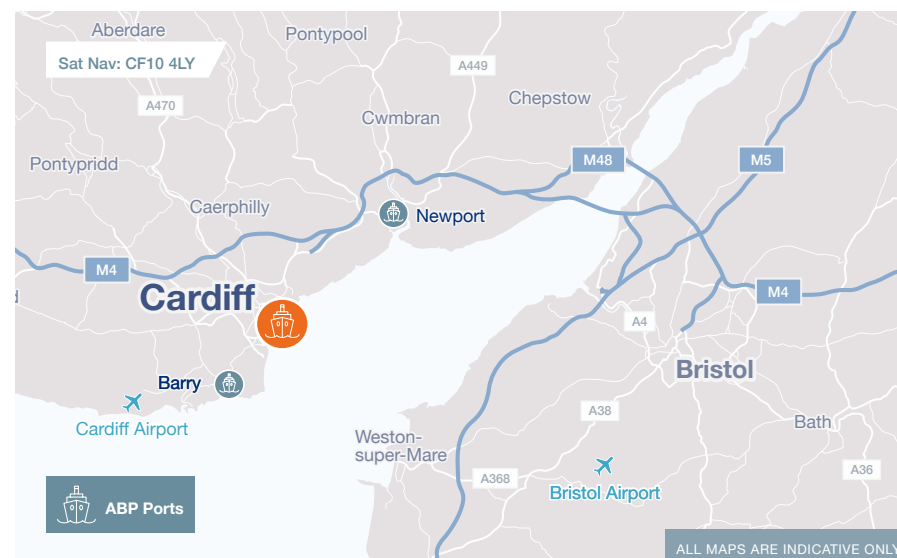 Aberdare
Pontypool
Sat Nav: CF10 4LY
A449
A470
Chepstow
Cwmbran
M48
M5
Pontypridd
Caerphilly
Newport
M4
Cardiff
M4
A4
Bristol
Barry
Cardiff Airport
A38
Bath
Weston-
super-Mare
A368
A36
Bristol Airport
ABP Ports
ALL MAPS ARE INDICATIVE ONLY